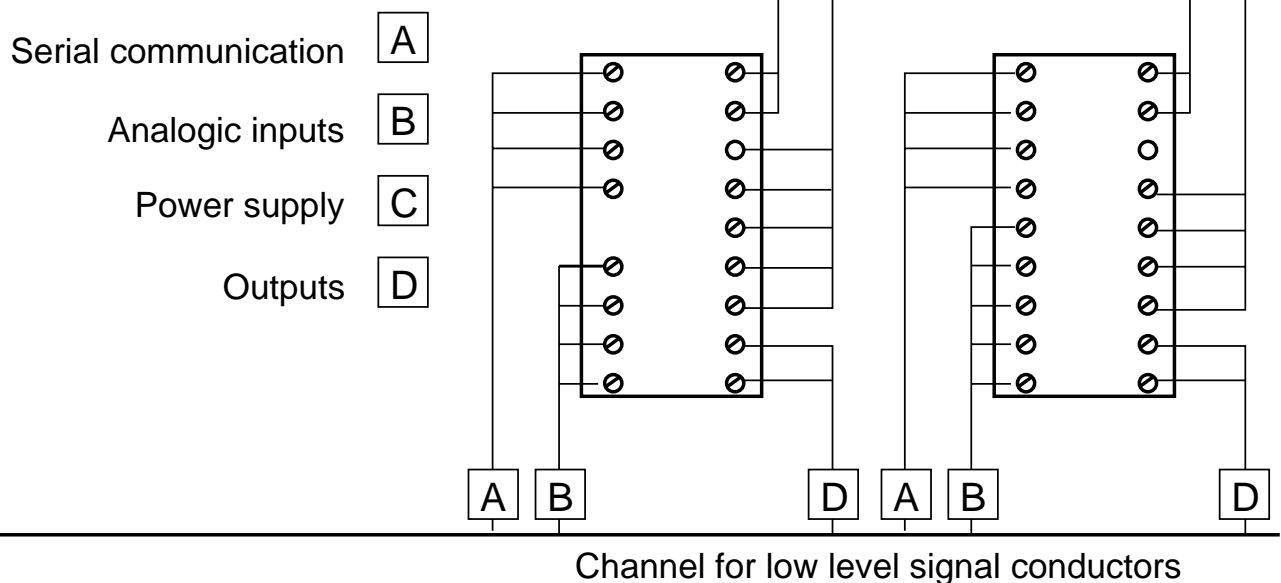 Serial communication A
Analogic inputs B
Power supply C
Outputs D
A B D A B D
Channel for low level signal conductors